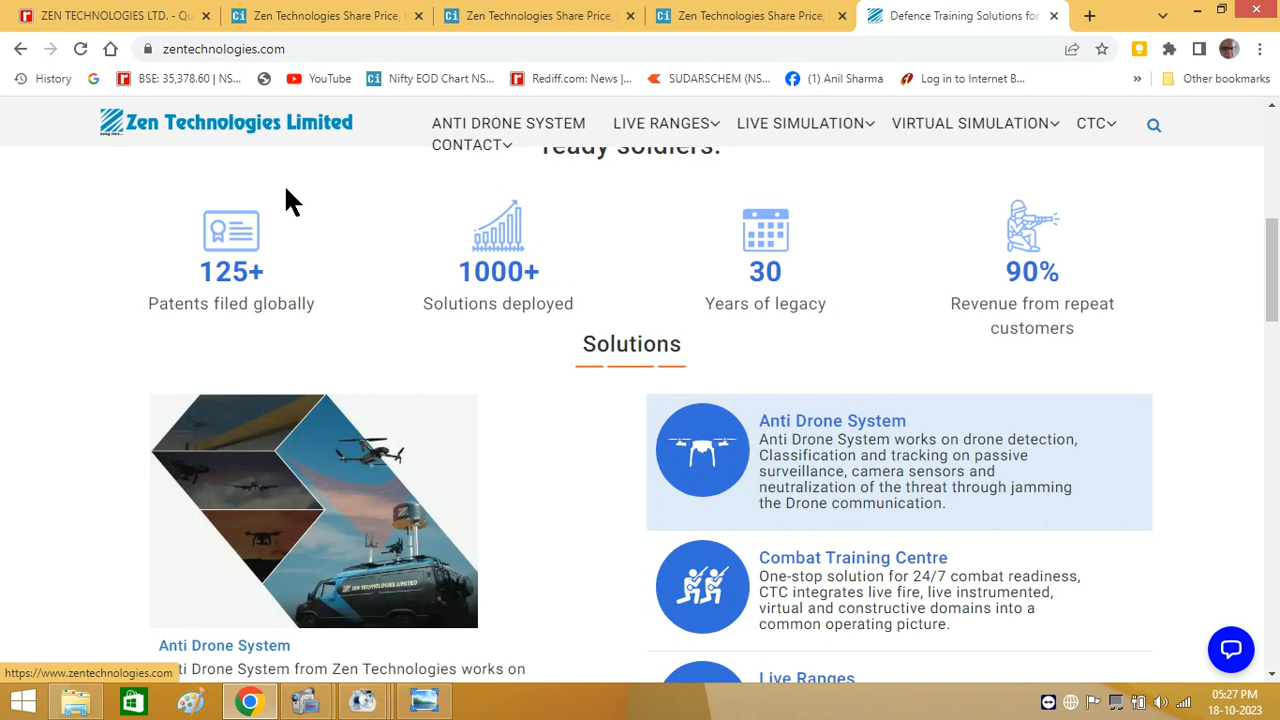 ZEN TECHNOLOGIES LTD. - Qu
Zen Technologies Share Price,
Zen Technologies Share Price,
Zen Technologies Share Price,
Defence Training Solutions for
zentechnologies.com
History
BSE: 35,378.60 | NS...
YouTube
Nifty EOD Chart NS...
Rediff.com: News |...
SUDARSCHEM (NS...
(1) Anil Sharma
Log in to Internet B...
»
Other bookmarks
Zen Technologies Limited
ANTI DRONE SYSTEM
LIVE RANGES
LIVE SIMULATION
VIRTUAL SIMULATION
CTC
CONTACT
ready soldiers.
125+
Patents filed globally
1000+
Solutions deployed
30
Years of legacy
90%
Revenue from repeat
customers
Solutions
ZEN TECHNOLOGIES LIMITED
Anti Drone System
Anti Drone System works on drone detection,
Classification and tracking on passive
surveillance, camera sensors and
neutralization of the threat through jamming
the Drone communication.
Combat Training Centre
One-stop solution for 24/7 combat readiness,
CTC integrates live fire, live instrumented,
virtual and constructive domains into a
common operating picture.
Live Ranges
Anti Drone System
ti Drone System from Zen Technologies works on
https://www.zentechnologies.com
05:27 PM
18-10-2023